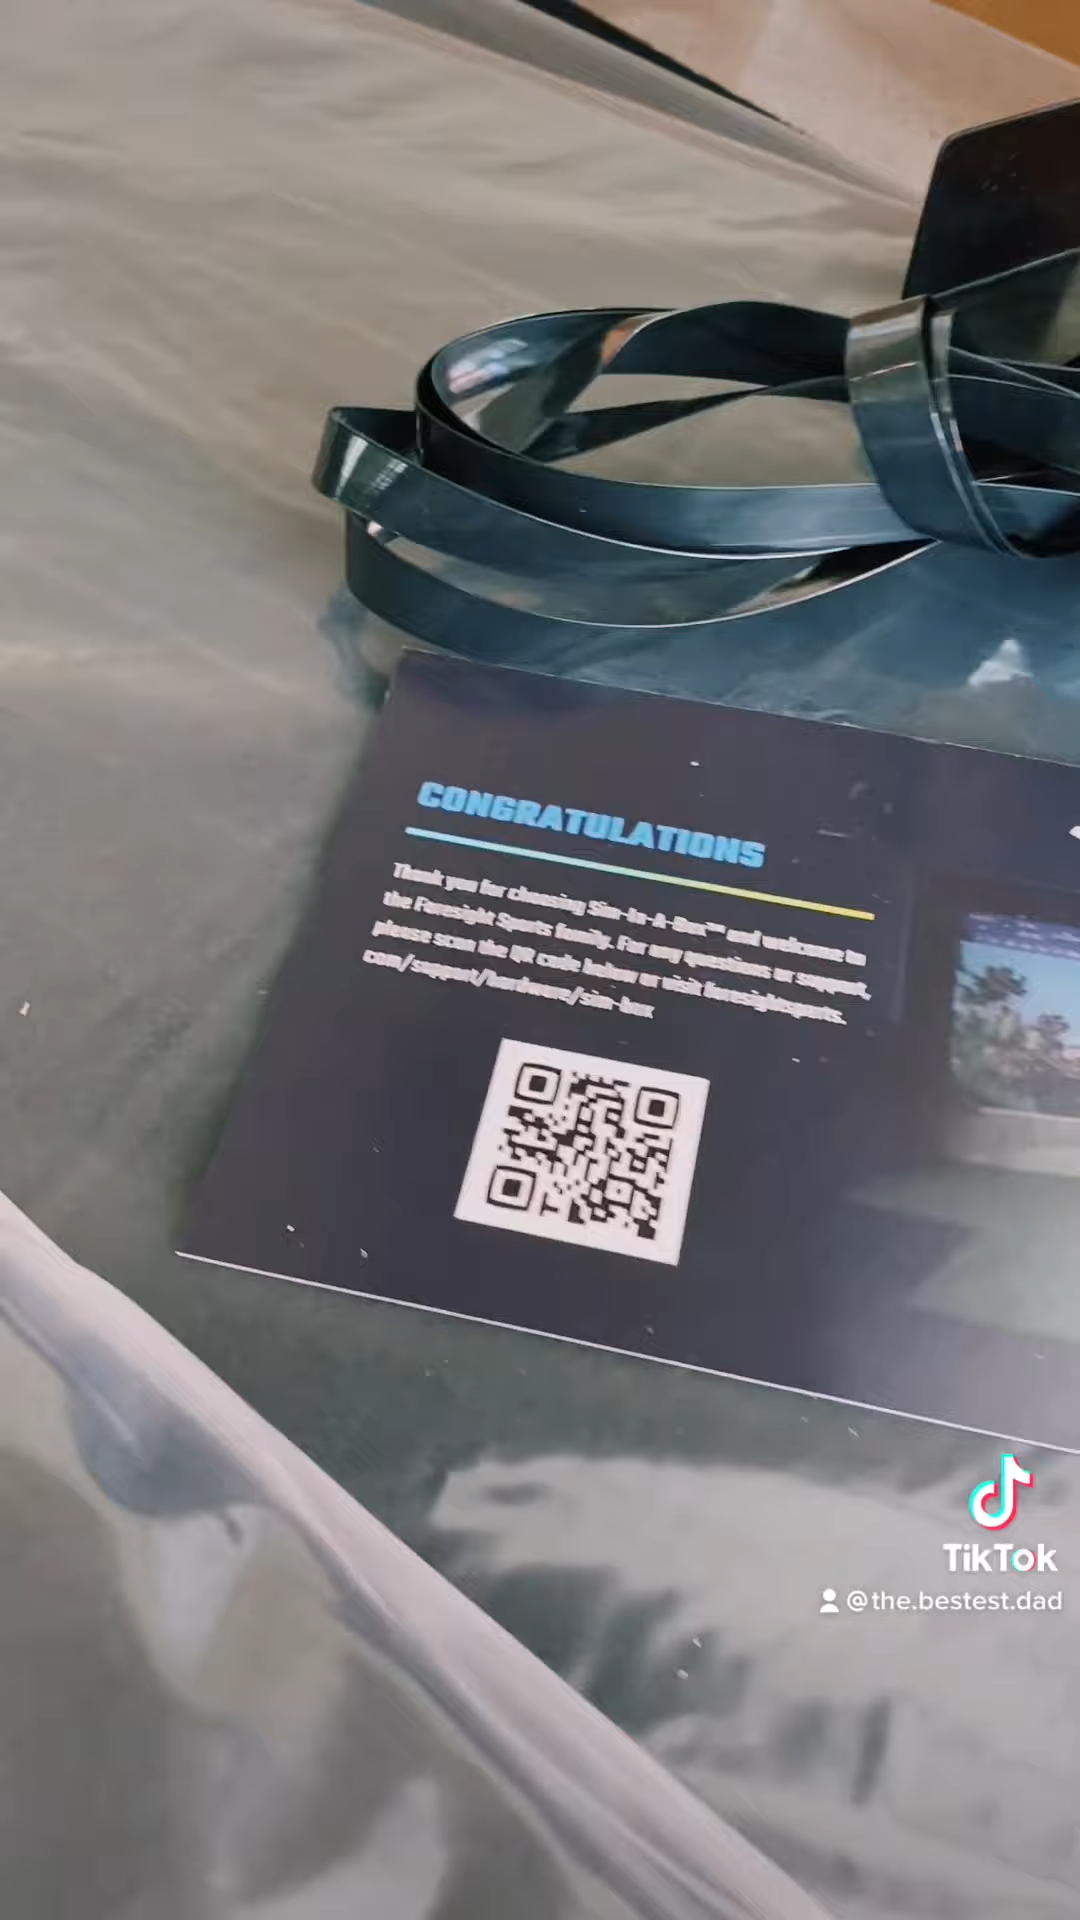 CONGRATULATIONS
Thank you for choosing Sim-In-A-Box™ and welcome to
the Foresight Sports family. For any questions or support,
please scan the QR code below or visit foresightsports.
com/support/hardware/sim-box
TikTok
@the.bestest.dad